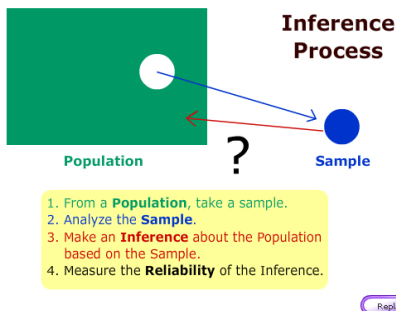 Inference
Process
Population
?
Sample
1. From a Population, take a sample.
2. Analyze the Sample.
3. Make an Inference about the Population
based on the Sample.
4. Measure the Reliability of the Inference.